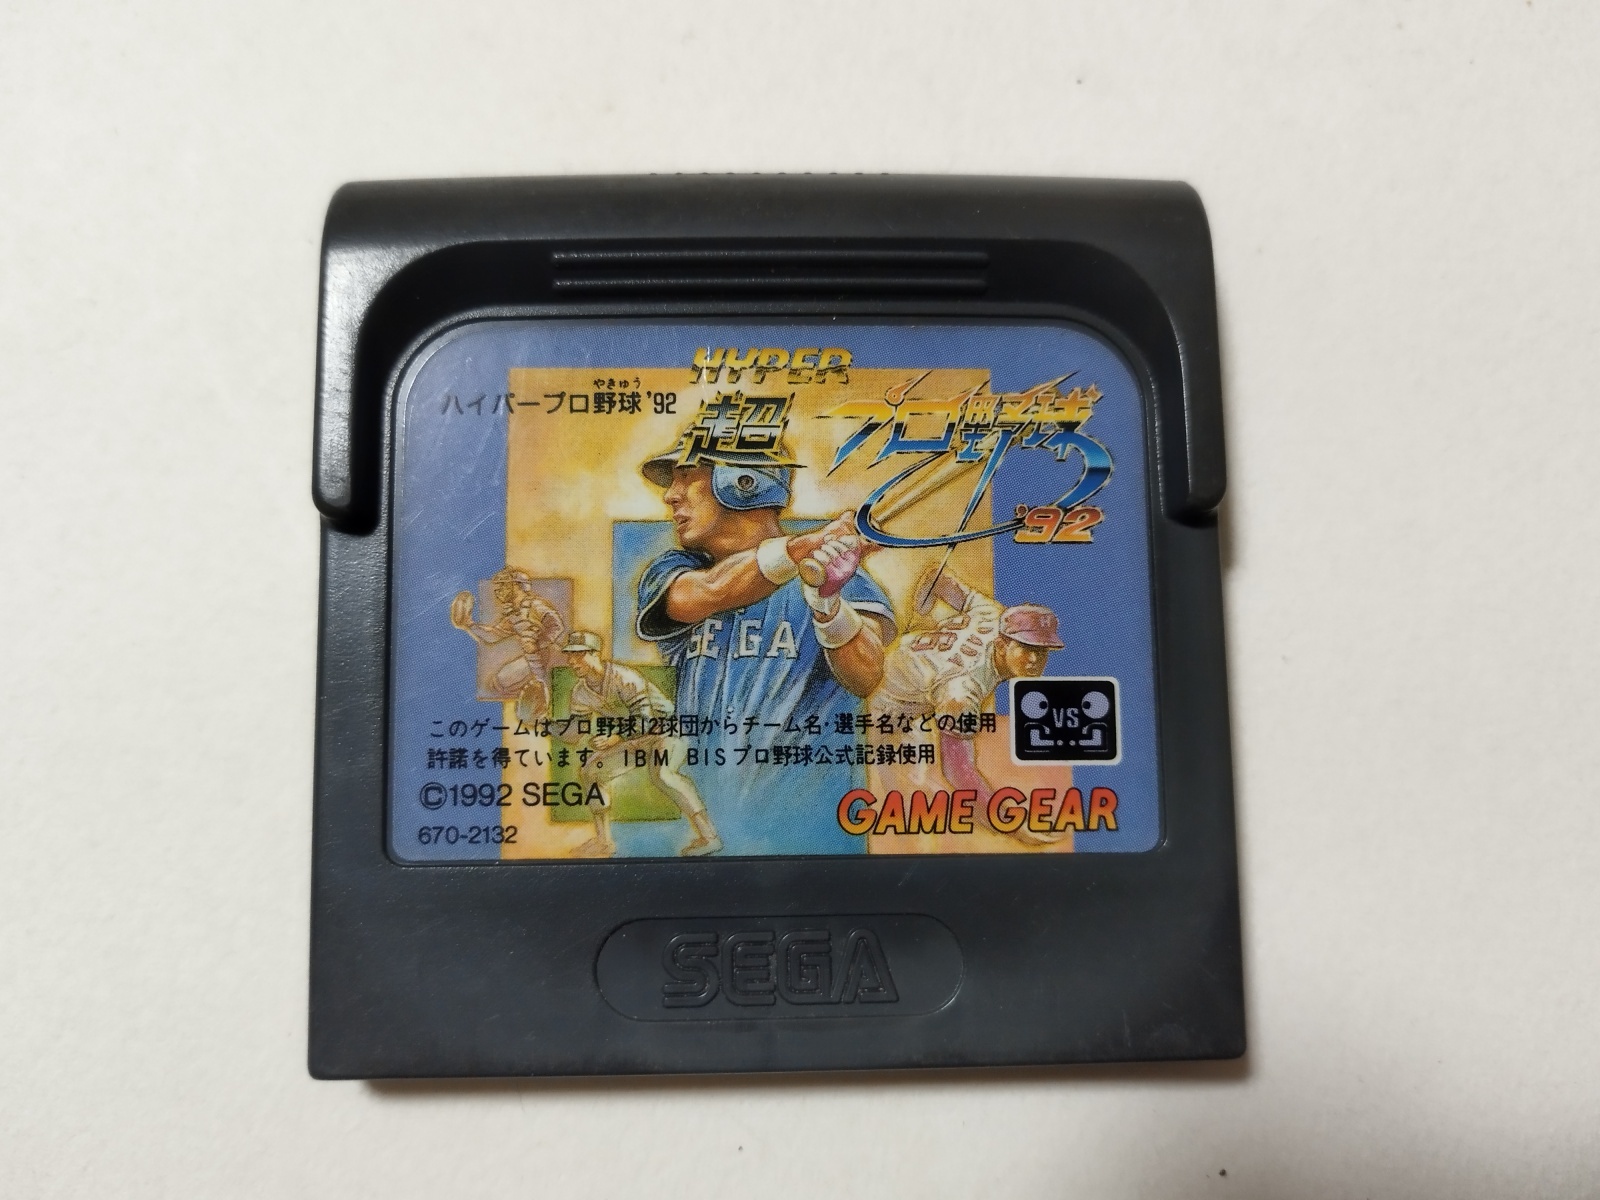 HYPER
やきゅう
ハイパープロ野球'92
超 プロ野球
'92
SEGA
このゲームはプロ野球12球団からチーム名・選手名などの使用
許諾を得ています。IBM BISプロ野球公式記録使用
VS
©1992 SEGA
GAME GEAR
670-2132
SEGA